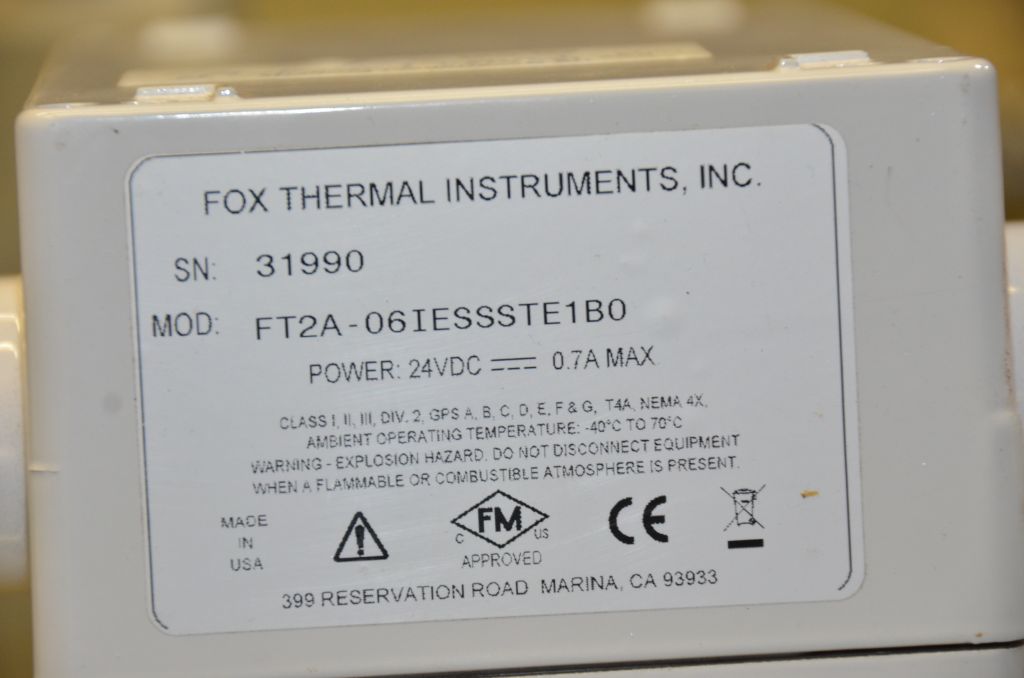 FOX THERMAL INSTRUMENTS, INC.
SN: 31990
MOD: FT2A-06IESSSTE1B0
POWER: 24VDC 0.7A MAX
CLASS I, II, III, DIV. 2, GPS A, B, C, D, E, F & G, T4A, NEMA 4X,
AMBIENT OPERATING TEMPERATURE: -40°C TO 70°C
WARNING - EXPLOSION HAZARD. DO NOT DISCONNECT EQUIPMENT
WHEN A FLAMMABLE OR COMBUSTIBLE ATMOSPHERE IS PRESENT.
MADE
IN
USA
!
C FM US
APPROVED
CE
399 RESERVATION ROAD MARINA, CA 93933